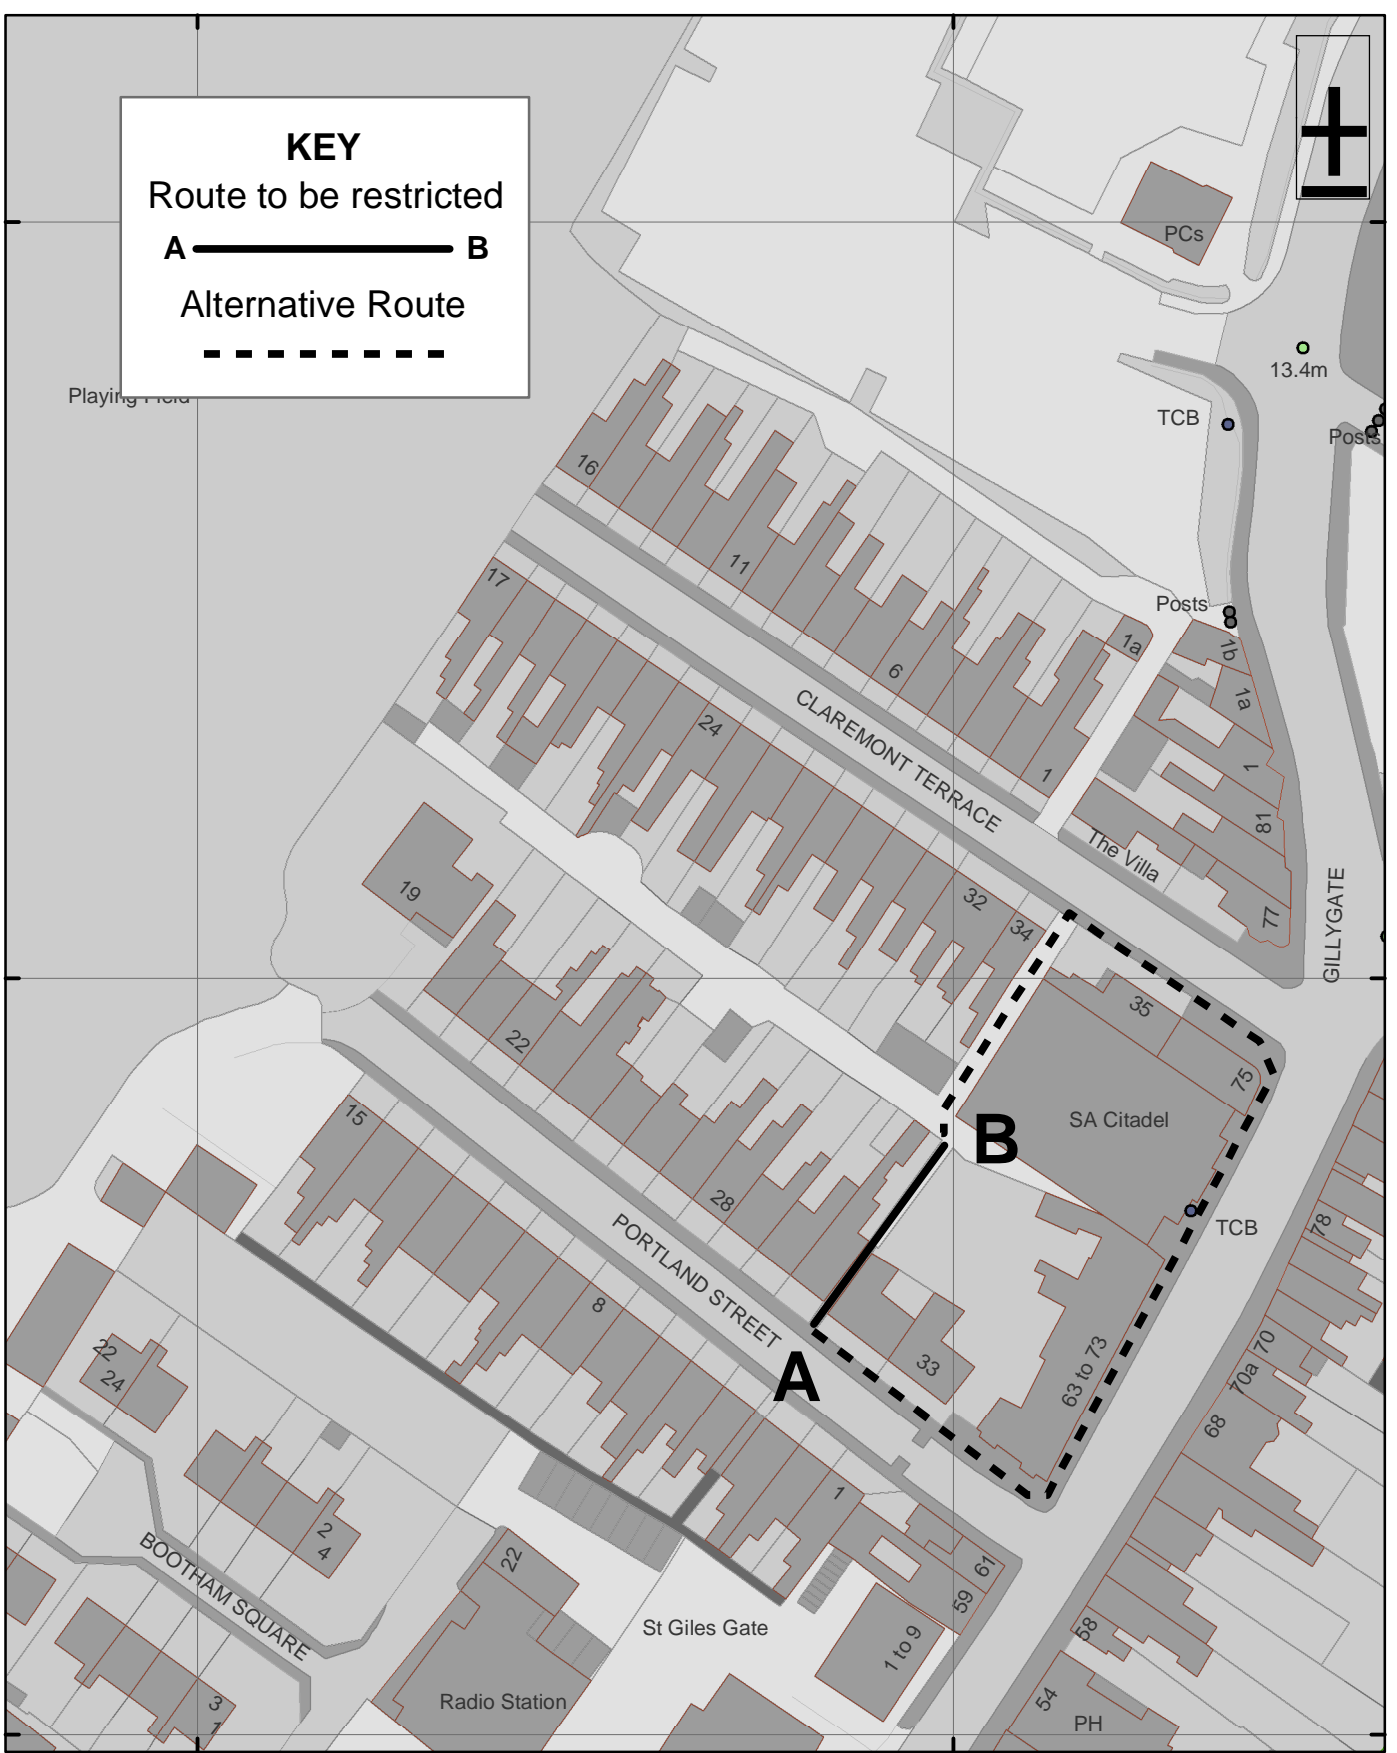 KEY
Route to be restricted
A B
Alternative Route
PCs
13.4m
Playing Field
TCB
Posts
16
11
17
Posts
1a
1b
6
1a
24
CLAREMONT TERRACE
1
1
81
The Villa
19
32
34
77
GILLYGATE
35
22
75
SA Citadel
B
15
28
TCB
78
PORTLAND STREET
8
22
24
A
33
63 to 73
70
70a
68
1
2
4
BOOTHAM SQUARE
22
61
59
St Giles Gate
1 to 9
58
Radio Station
3
1
54
PH